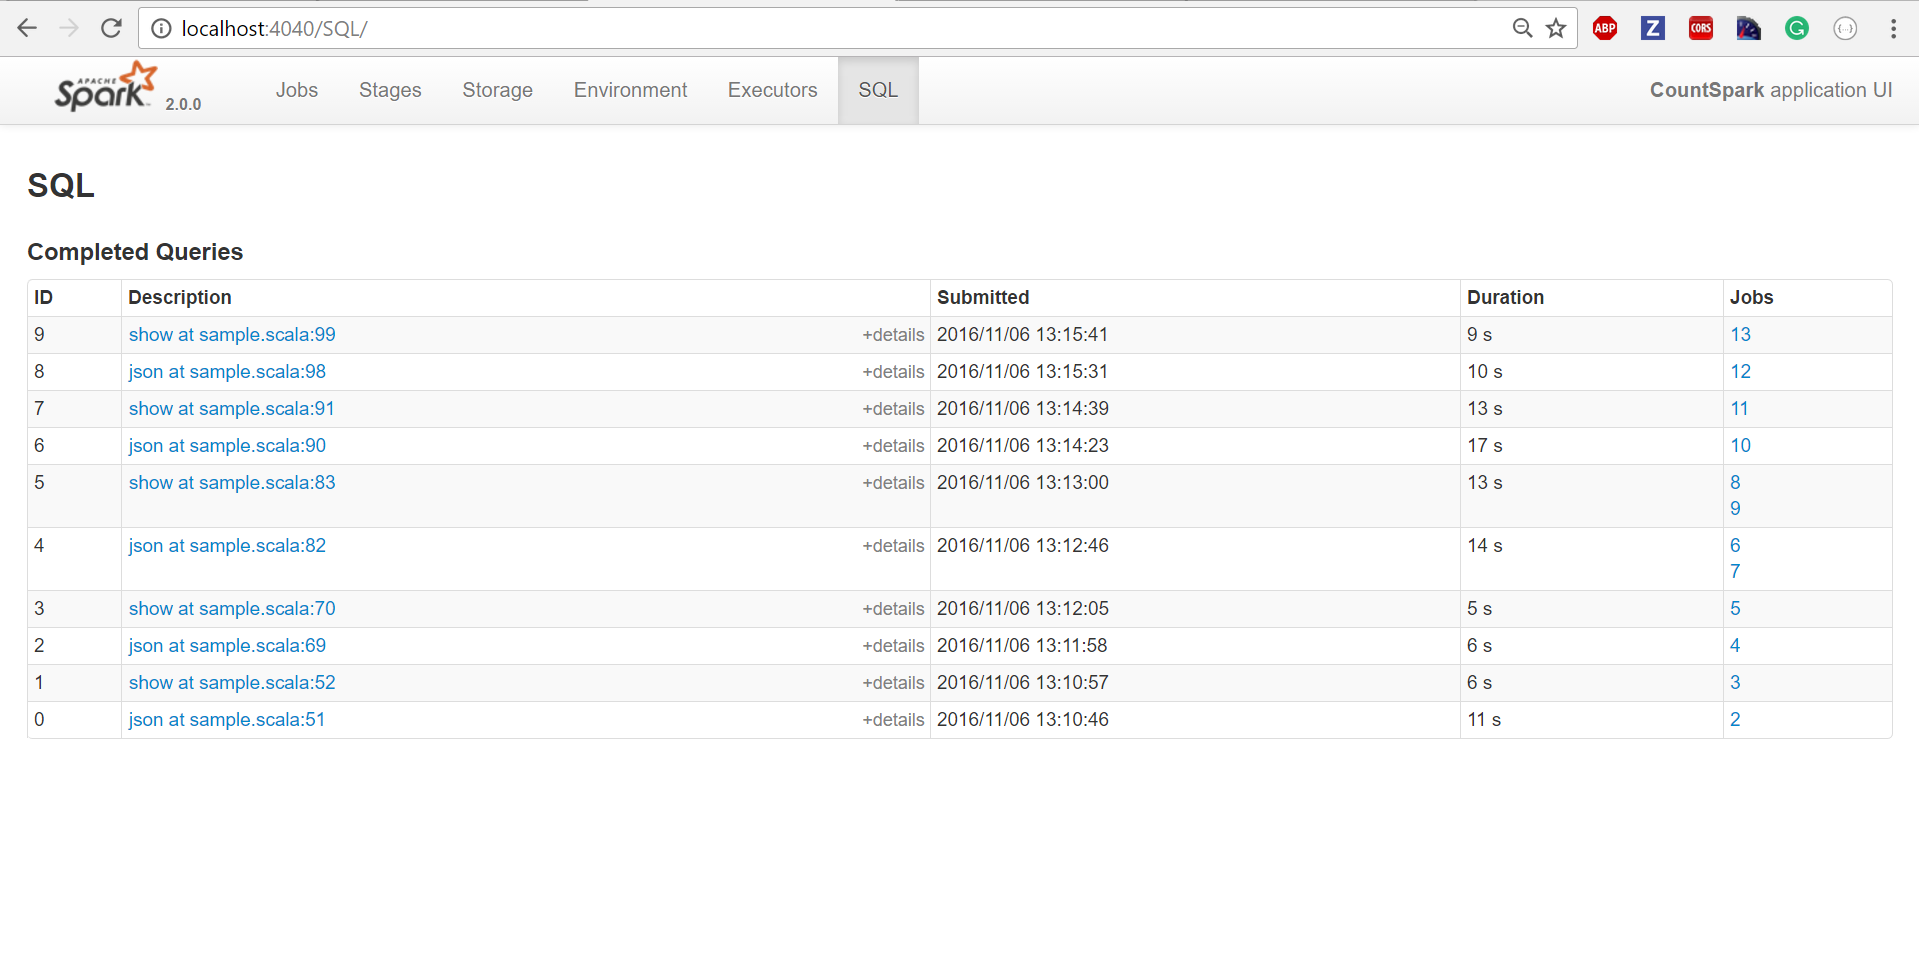 localhost:4040/SQL/
ABP Z CORS G {...}
APACHE
Spark 2.0.0 Jobs Stages Storage Environment Executors SQL CountSpark application UI
SQL
Completed Queries
ID Description Submitted Duration Jobs
9 show at sample.scala:99 +details 2016/11/06 13:15:41 9 s 13
8 json at sample.scala:98 +details 2016/11/06 13:15:31 10 s 12
7 show at sample.scala:91 +details 2016/11/06 13:14:39 13 s 11
6 json at sample.scala:90 +details 2016/11/06 13:14:23 17 s 10
5 show at sample.scala:83 +details 2016/11/06 13:13:00 13 s 8
9
4 json at sample.scala:82 +details 2016/11/06 13:12:46 14 s 6
7
3 show at sample.scala:70 +details 2016/11/06 13:12:05 5 s 5
2 json at sample.scala:69 +details 2016/11/06 13:11:58 6 s 4
1 show at sample.scala:52 +details 2016/11/06 13:10:57 6 s 3
0 json at sample.scala:51 +details 2016/11/06 13:10:46 11 s 2